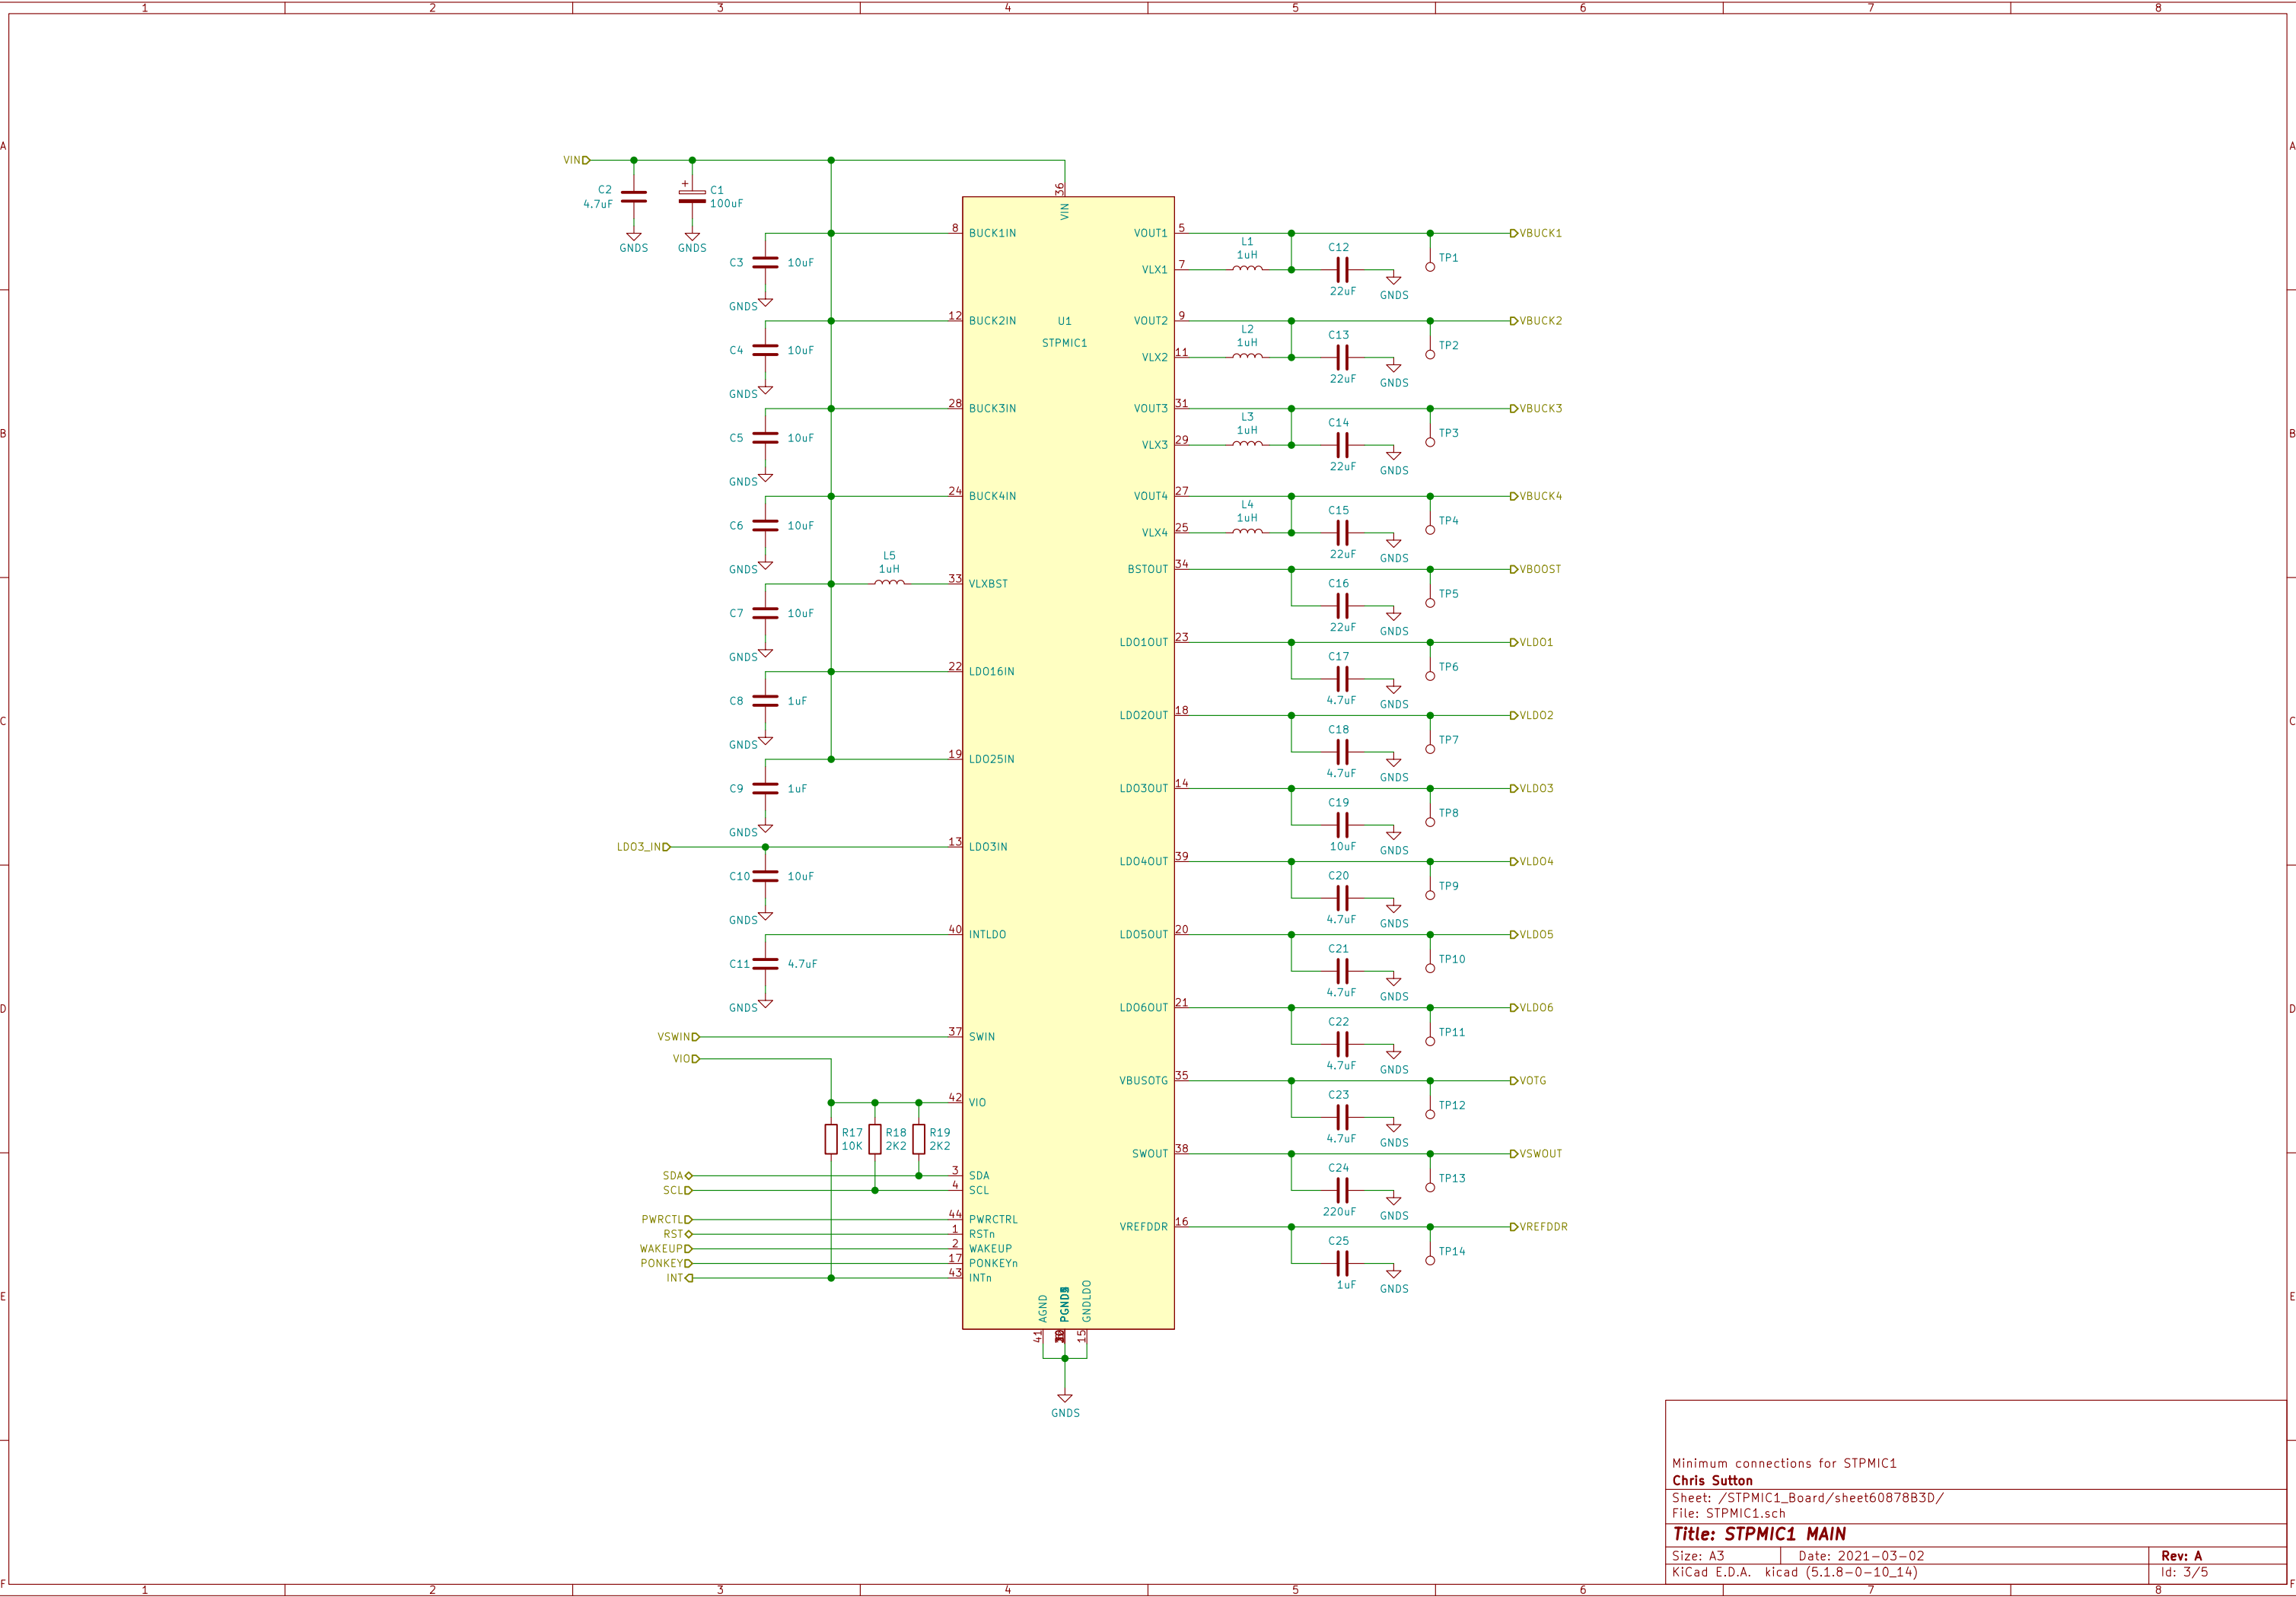 1 2 3 4 5 6 7 8
A A
B B
C C
D D
E E
F F
VIN
C2
4.7uF
GNDS
+
C1
100uF
GNDS
C3 10uF
GNDS
C4 10uF
GNDS
C5 10uF
GNDS
C6 10uF
GNDS
L5
1uH
C7 10uF
GNDS
C8 1uF
GNDS
C9 1uF
GNDS
LDO3_IN
C10 10uF
GNDS
C11 4.7uF
GNDS
VSWIN
VIO
R17
10K
R18
2K2
R19
2K2
SDA
SCL
PWRCTL
RST
WAKEUP
PONKEY
INT
36
VIN
U1
STPMIC1
8 BUCK1IN
12 BUCK2IN
28 BUCK3IN
24 BUCK4IN
33 VLXBST
22 LDO16IN
19 LDO25IN
13 LDO3IN
40 INTLDO
37 SWIN
42 VIO
3 SDA
4 SCL
44 PWRCTRL
1 RSTn
2 WAKEUP
17 PONKEYn
43 INTn
VOUT1 5
VLX1 7
VOUT2 9
VLX2 11
VOUT3 31
VLX3 29
VOUT4 27
VLX4 25
BSTOUT 34
LDO1OUT 23
LDO2OUT 18
LDO3OUT 14
LDO4OUT 39
LDO5OUT 20
LDO6OUT 21
VBUSOTG 35
SWOUT 38
VREFDDR 16
AGND
41
GNDLDO
15
GNDS
L1
1uH
C12
22uF
GNDS
TP1
VBUCK1
L2
1uH
C13
22uF
GNDS
TP2
VBUCK2
L3
1uH
C14
22uF
GNDS
TP3
VBUCK3
L4
1uH
C15
22uF
GNDS
TP4
VBUCK4
C16
22uF
GNDS
TP5
VBOOST
C17
4.7uF
GNDS
TP6
VLDO1
C18
4.7uF
GNDS
TP7
VLDO2
C19
10uF
GNDS
TP8
VLDO3
C20
4.7uF
GNDS
TP9
VLDO4
C21
4.7uF
GNDS
TP10
VLDO5
C22
4.7uF
GNDS
TP11
VLDO6
C23
4.7uF
GNDS
TP12
VOTG
C24
220uF
GNDS
TP13
VSWOUT
C25
1uF
GNDS
TP14
VREFDDR
Minimum connections for STPMIC1
Chris Sutton
Sheet: /STPMIC1_Board/sheet60878B3D/
File: STPMIC1.sch
Title: STPMIC1 MAIN
Size: A3 Date: 2021-03-02 Rev: A
KiCad E.D.A. kicad (5.1.8-0-10_14) Id: 3/5
1 2 3 4 5 6 7 8